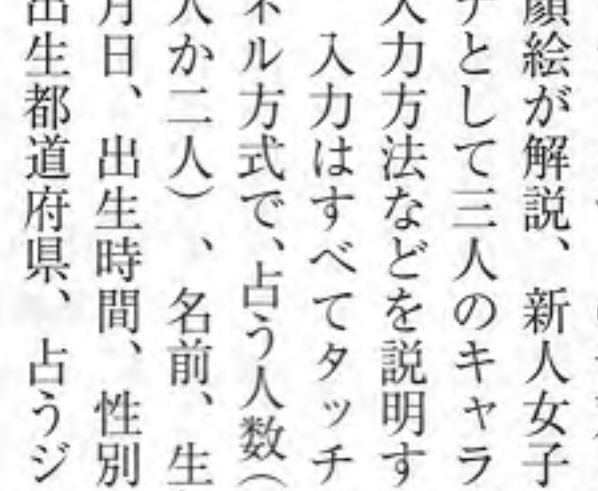 顔絵が解説、新人女子
ナとして三人のキャラ
入力方法などを説明す
入力はすべてタッチ
ネル方式で、占う人数（
人か二人）、名前、生
月日、出生時間、性別
出生都道府県、占うジ